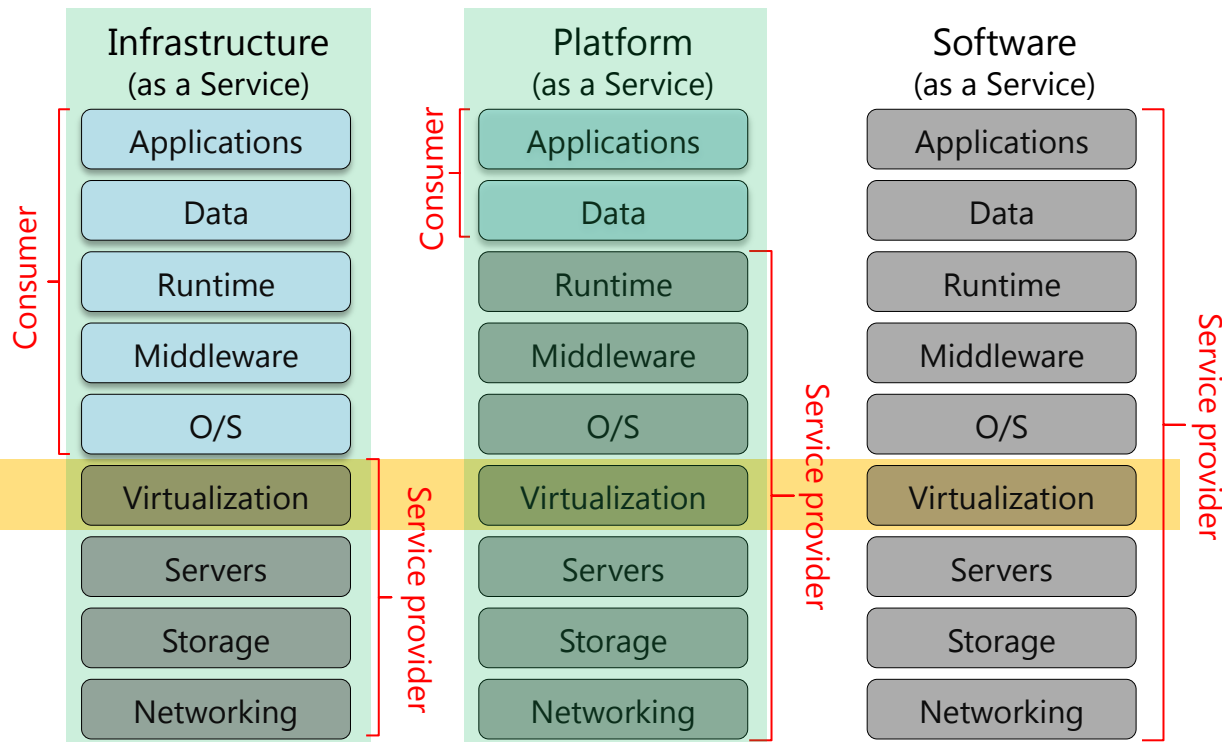 Infrastructure
(as a Service)
Applications
Data
Runtime
Middleware
O/S
Virtualization
Servers
Storage
Networking
Consumer
Service provider
Platform
(as a Service)
Applications
Data
Runtime
Middleware
O/S
Virtualization
Servers
Storage
Networking
Consumer
Service provider
Software
(as a Service)
Applications
Data
Runtime
Middleware
O/S
Virtualization
Servers
Storage
Networking
Service provider